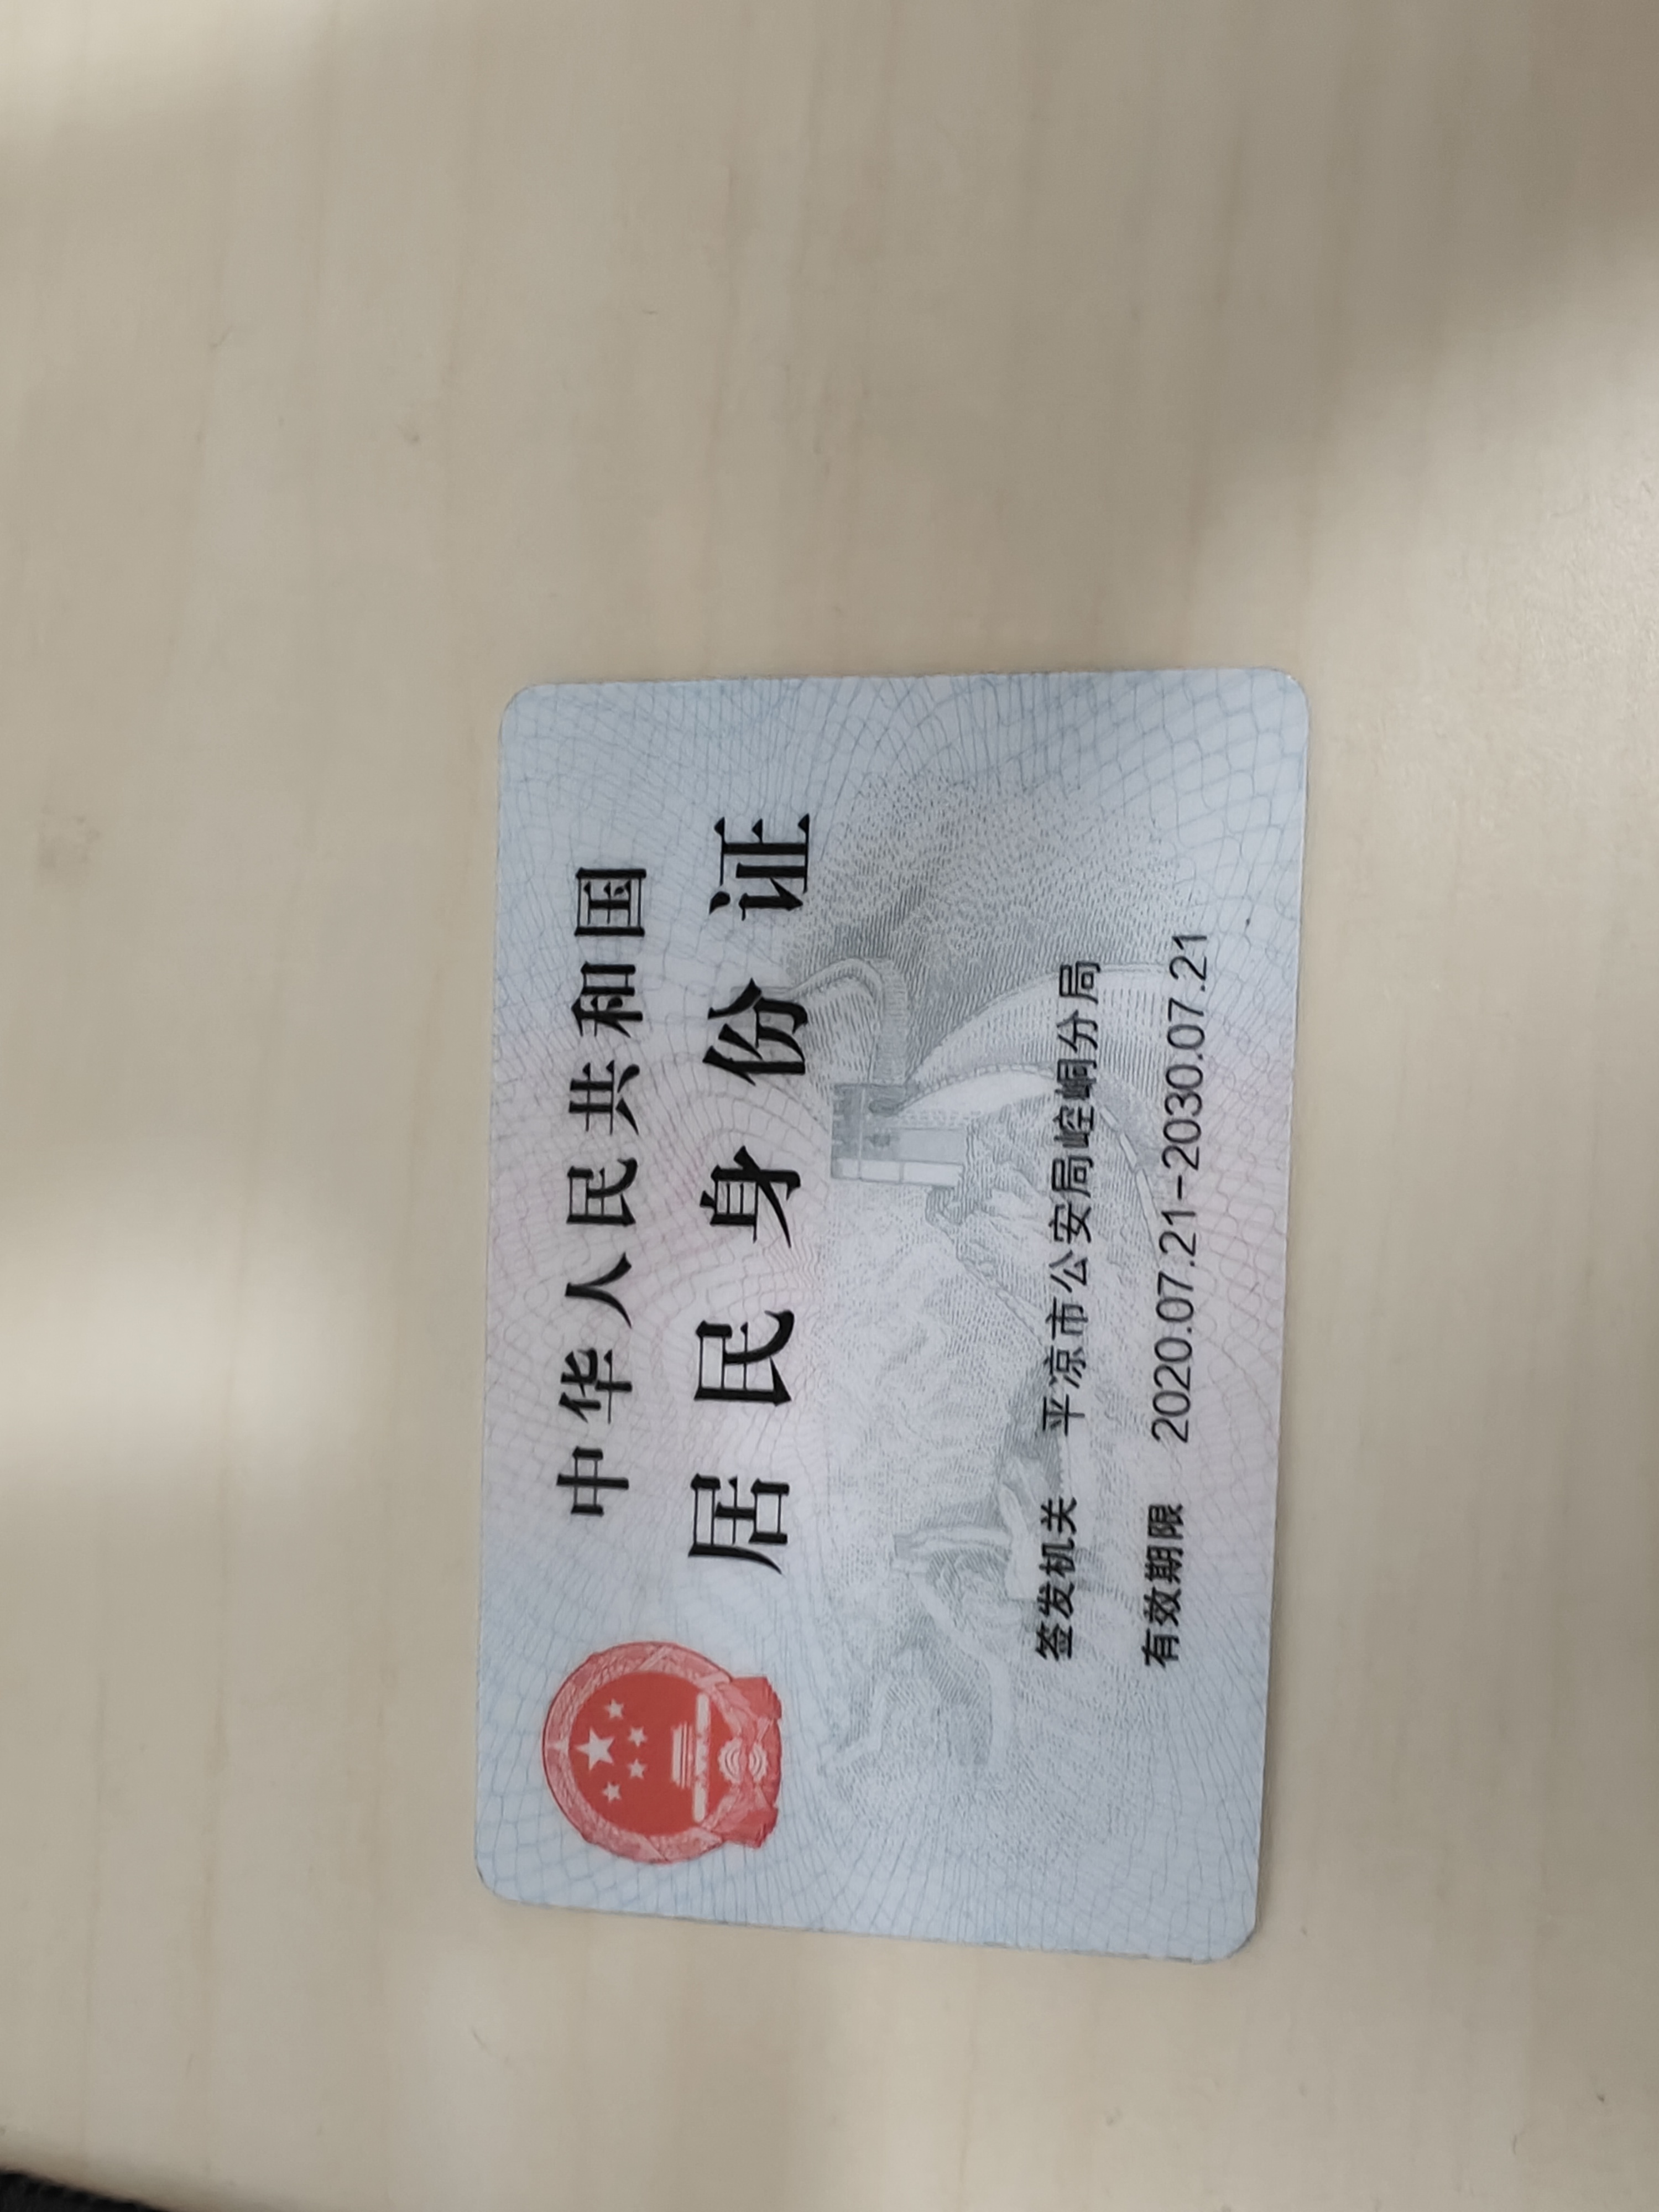 中华人民共和国
居民身份证
签发机关 平凉市公安局崆峒分局
有效期限 2020.07.21-2030.07.21